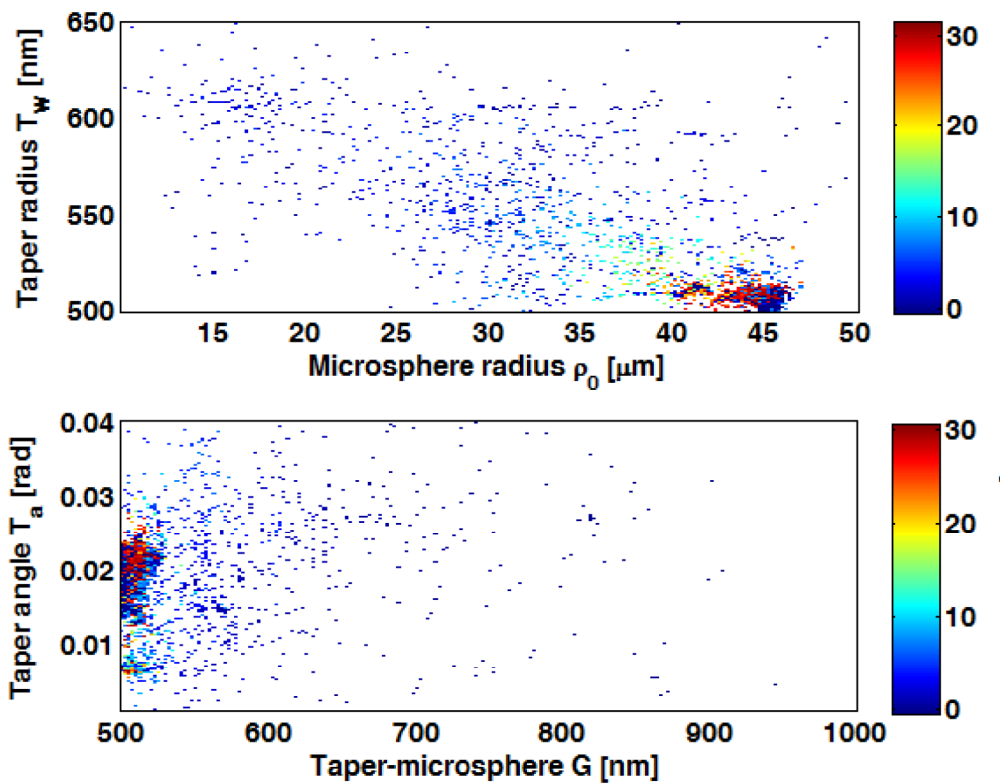 650
600
550
500
Taper radius T_w [nm]
15 20 25 30 35 40 45 50
Microsphere radius ρ_0 [μm]
30
20
10
0
0.04
0.03
0.02
0.01
Taper angle T_a [rad]
500 600 700 800 900 1000
Taper-microsphere G [nm]
30
20
10
0